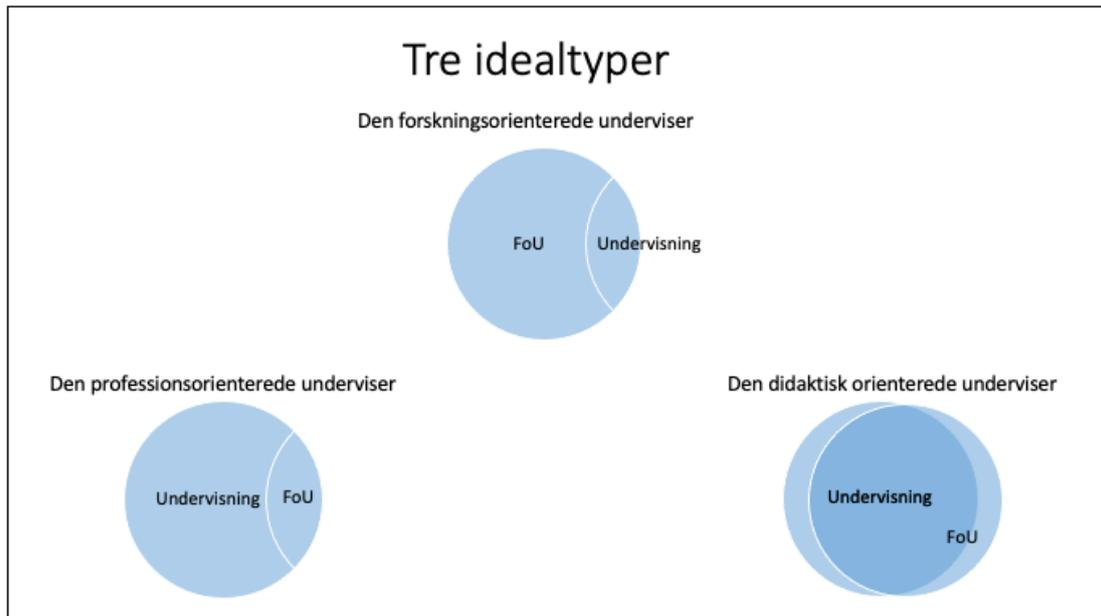 Tre idealtyper
Den forskningsorienterede underviser
FoU
Undervisning
Den professionsorienterede underviser
Undervisning
FoU
Den didaktisk orienterede underviser
Undervisning
FoU